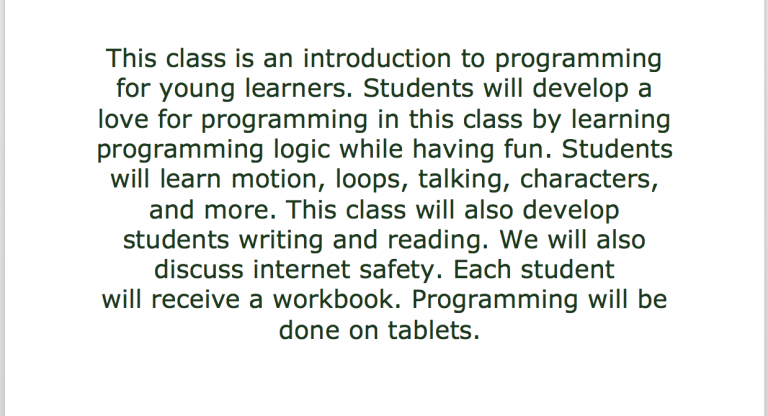 This class is an introduction to programming
for young learners. Students will develop a
love for programming in this class by learning
programming logic while having fun. Students
will learn motion, loops, talking, characters,
and more. This class will also develop
students writing and reading. We will also
discuss internet safety. Each student
will receive a workbook. Programming will be
done on tablets.